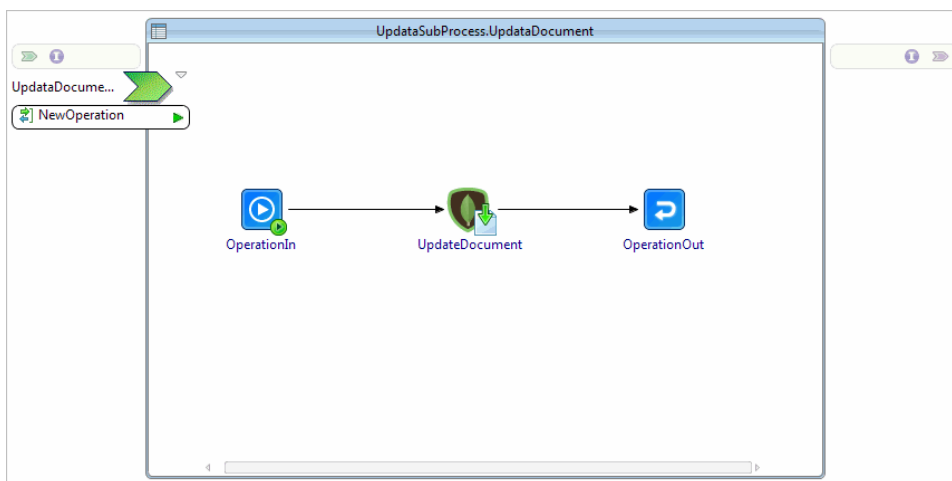 UpdataSubProcess.UpdataDocument
UpdataDocume...
NewOperation
OperationIn
UpdateDocument
OperationOut